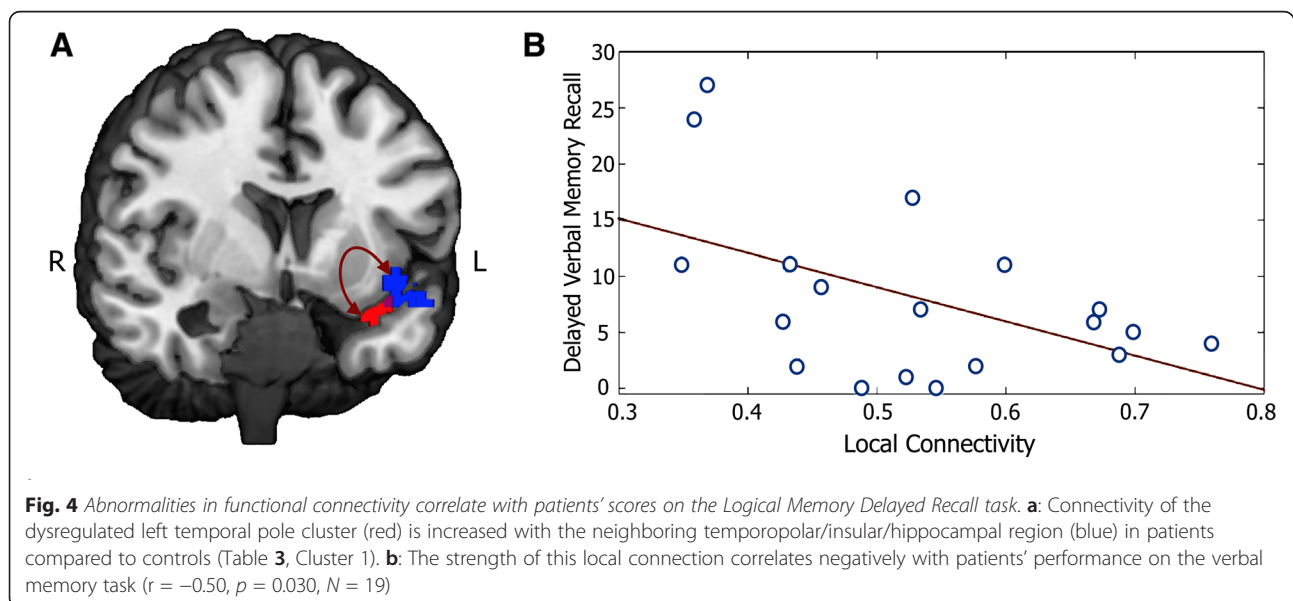 A
R
L
B
Delayed Verbal Memory Recall
30
25
20
15
10
5
0
0.3 0.4 0.5 0.6 0.7 0.8
Local Connectivity
Fig. 4 Abnormalities in functional connectivity correlate with patients' scores on the Logical Memory Delayed Recall task. a: Connectivity of the
dysregulated left temporal pole cluster (red) is increased with the neighboring temporopolar/insular/hippocampal region (blue) in patients
compared to controls (Table 3, Cluster 1). b: The strength of this local connection correlates negatively with patients' performance on the verbal
memory task (r = −0.50, p = 0.030, N = 19)